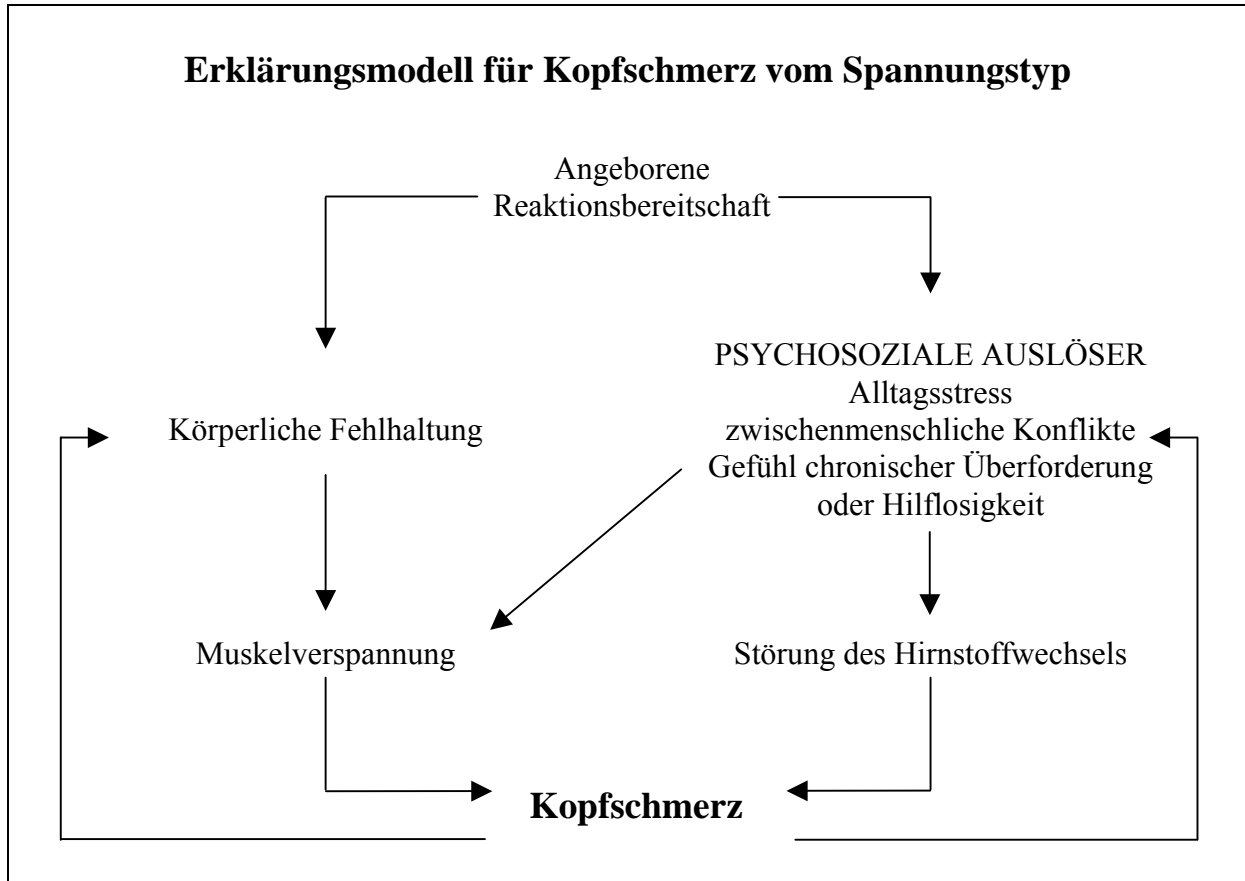 Erklärungsmodell für Kopfschmerz vom Spannungstyp
Angeborene
Reaktionsbereitschaft
PSYCHOSOZIALE AUSLÖSER
Alltagsstress
zwischenmenschliche Konflikte
Gefühl chronischer Überforderung
oder Hilflosigkeit
Körperliche Fehlhaltung
Muskelverspannung
Störung des Hirnstoffwechsels
Kopfschmerz